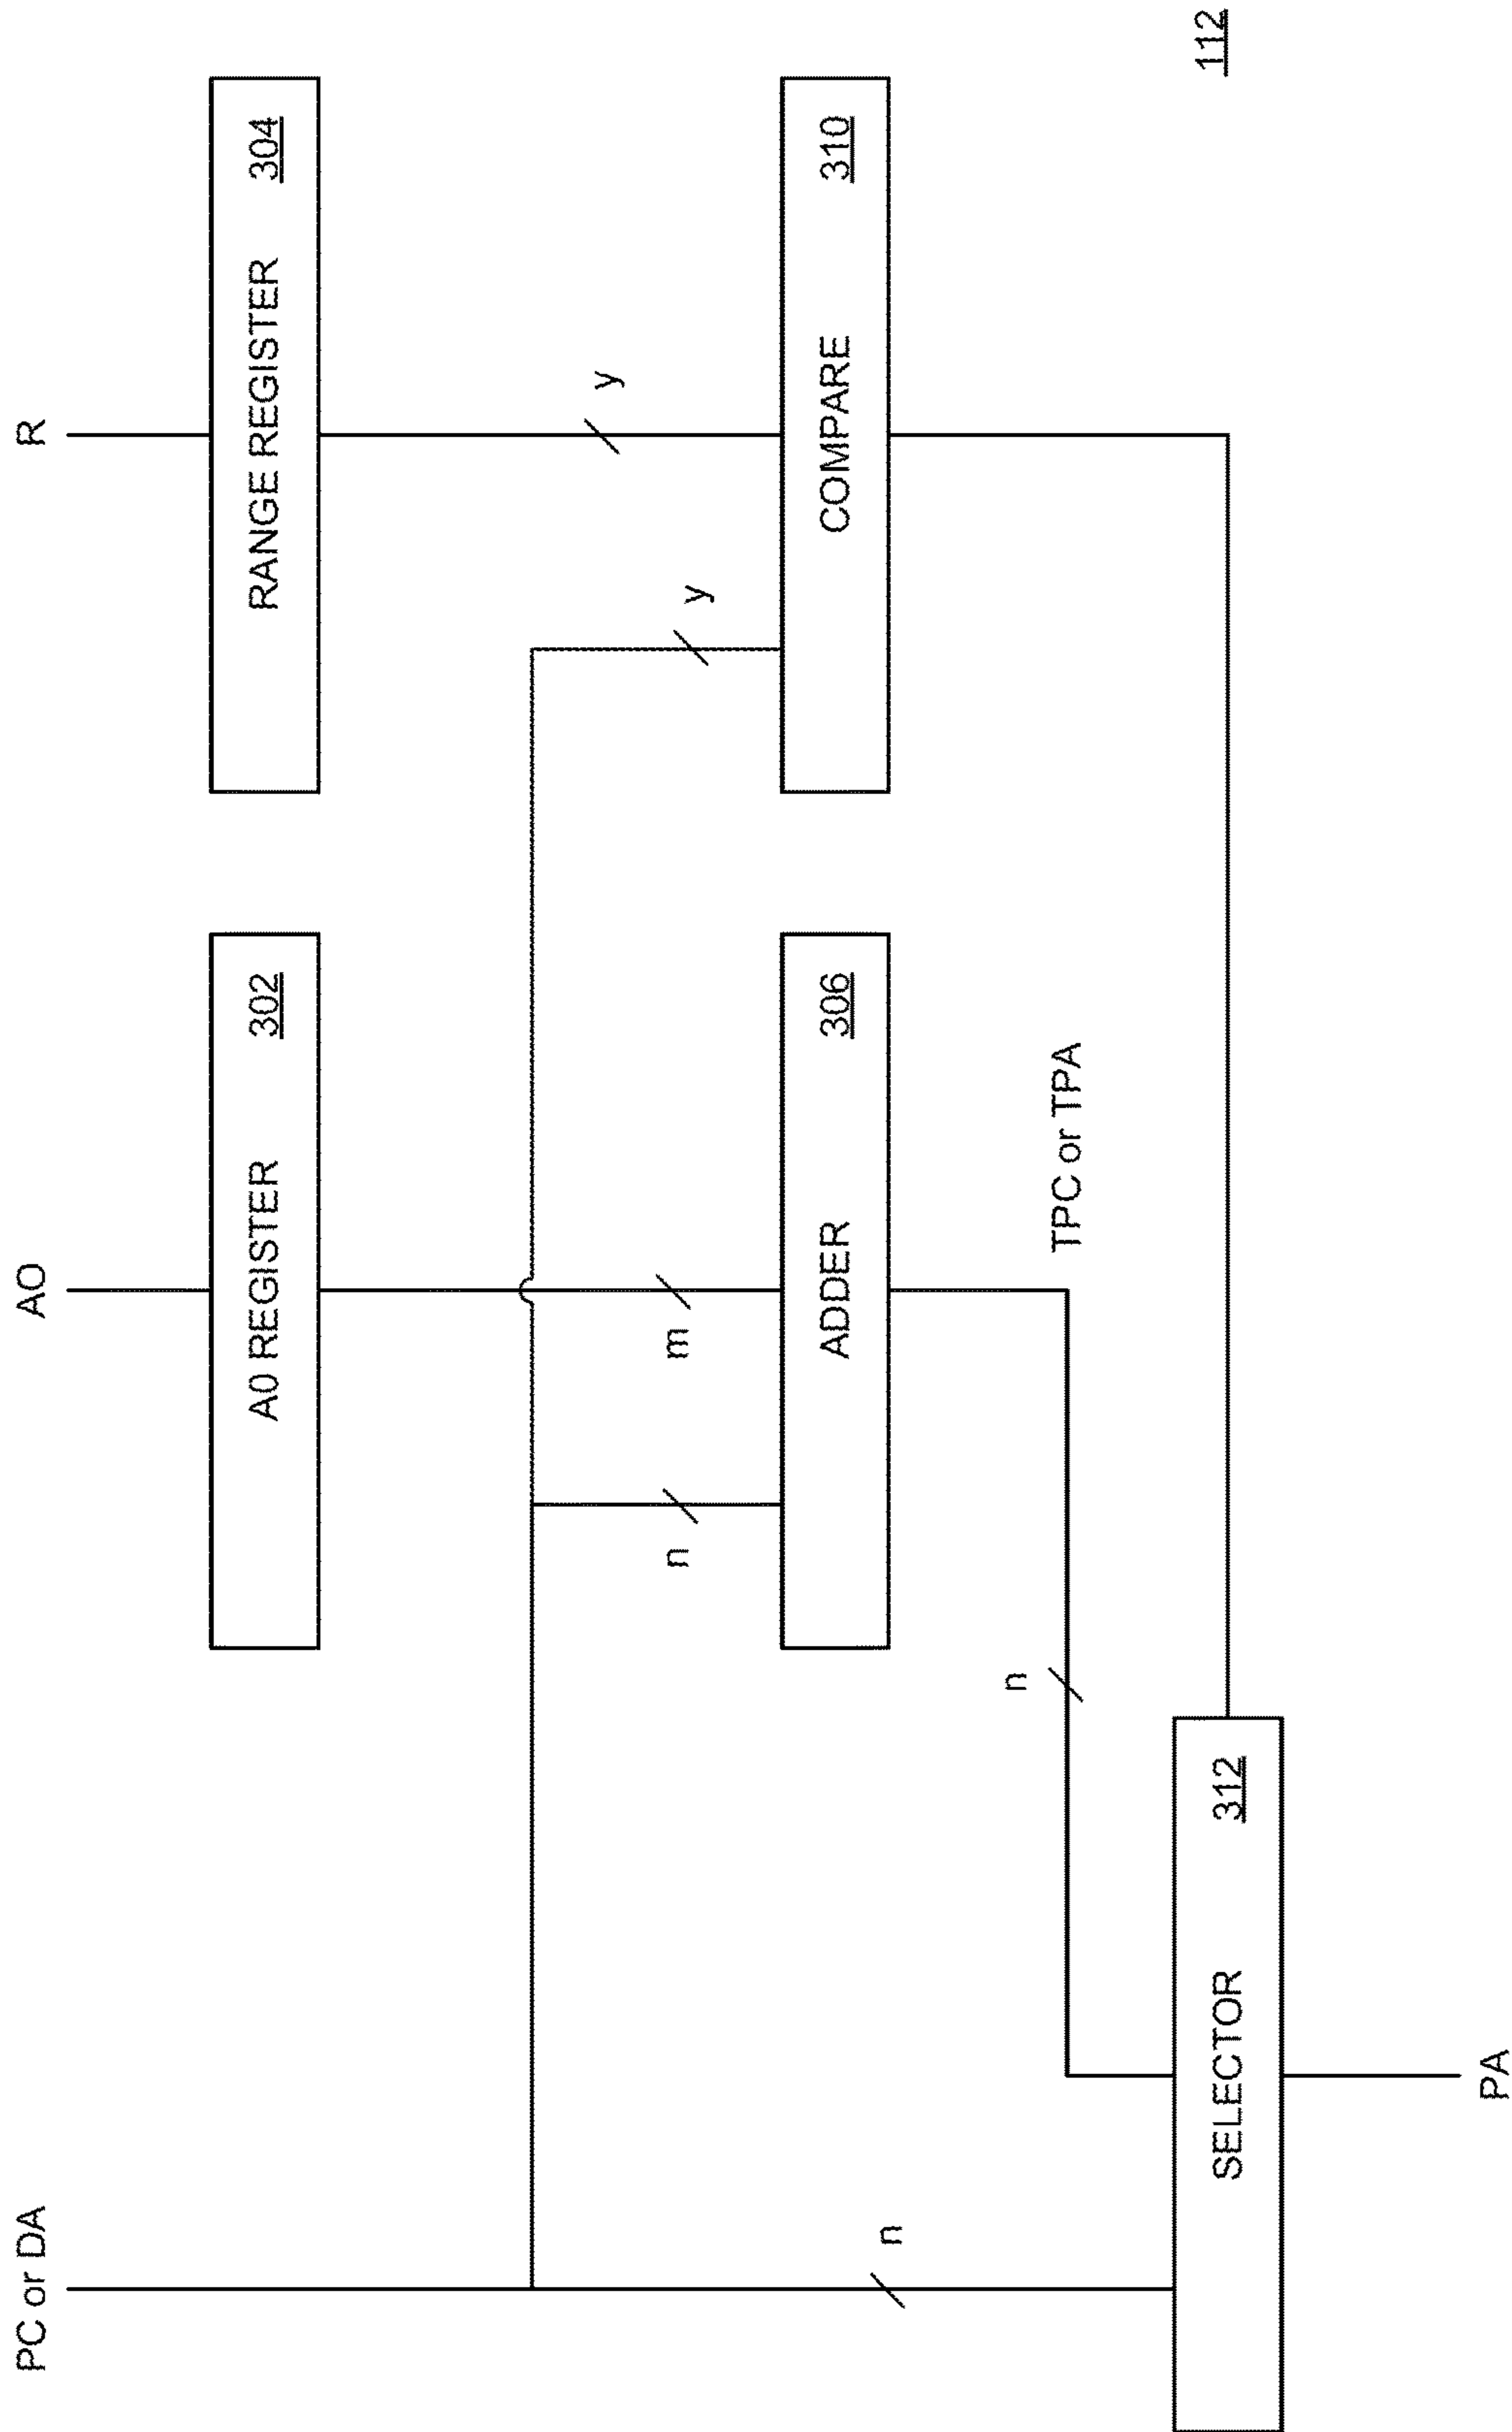 PC or DA
AO
R
A0 REGISTER 302
RANGE REGISTER 304
n
m
y
y
ADDER 306
COMPARE 310
n
n
TPC or TPA
SELECTOR 312
112
PA